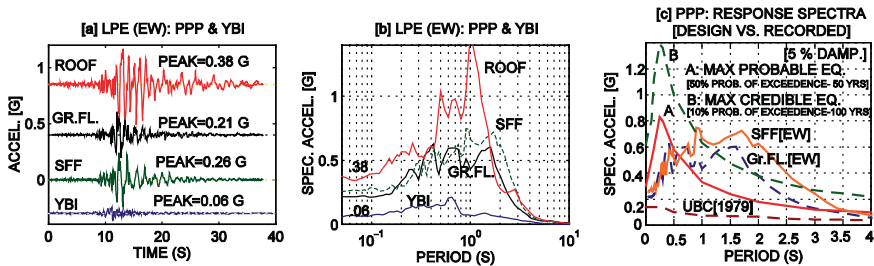 [a] LPE (EW): PPP & YBI
ACCEL. [G]
1
0.5
0
ROOF
PEAK=0.38 G
GR.FL.
PEAK=0.21 G
SFF
PEAK=0.26 G
YBI
PEAK=0.06 G
0 10 20 30 40
TIME (S)
[b] LPE (EW): PPP & YBI
SPEC. ACCEL. [G]
1
0.5
0
ROOF
SFF
GR.FL.
YBI
.38
.06
10⁻¹ 10⁰ 10¹
PERIOD (S)
[c] PPP: RESPONSE SPECTRA
[DESIGN VS. RECORDED]
SPEC. ACCEL. [G]
1.4
1.2
1
0.8
0.6
0.4
0.2
0
[5 % DAMP.]
B
A: MAX PROBABLE EQ.
[50% PROB. OF EXCEEDENCE- 50 YRS]
B: MAX CREDIBLE EQ.
[10% PROB. OF EXCEEDENCE-100 YRS]
A
SFF[EW]
Gr.FL.[EW]
UBC[1979]
0 0.5 1 1.5 2 2.5 3 3.5 4
PERIOD (S)